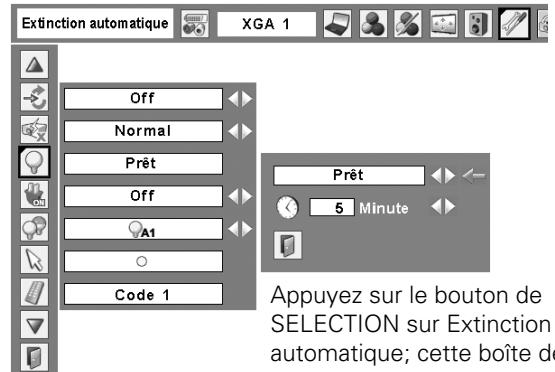 Extinction automatique XGA 1
Off
Normal
Prêt
Off
ON
A1
Code 1
Prêt
5 Minute
Appuyez sur le bouton de
SELECTION sur Extinction
automatique; cette boîte de